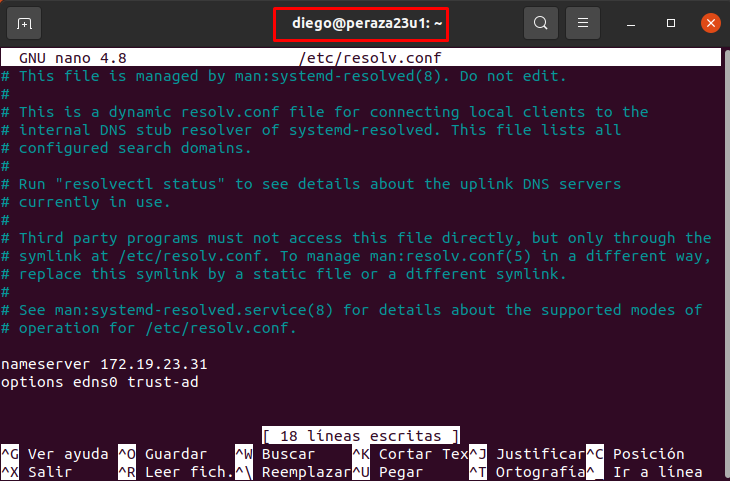 diego@peraza23u1: ~
GNU nano 4.8 /etc/resolv.conf
# This file is managed by man:systemd-resolved(8). Do not edit.
#
# This is a dynamic resolv.conf file for connecting local clients to the
# internal DNS stub resolver of systemd-resolved. This file lists all
# configured search domains.
#
# Run "resolvectl status" to see details about the uplink DNS servers
# currently in use.
#
# Third party programs must not access this file directly, but only through the
# symlink at /etc/resolv.conf. To manage man:resolv.conf(5) in a different way,
# replace this symlink by a static file or a different symlink.
#
# See man:systemd-resolved.service(8) for details about the supported modes of
# operation for /etc/resolv.conf.
nameserver 172.19.23.31
options edns0 trust-ad
[ 18 líneas escritas ]
^G Ver ayuda ^O Guardar ^W Buscar ^K Cortar Tex^J Justificar^C Posición
^X Salir ^R Leer fich.^\ Reemplazar^U Pegar ^T Ortografía^_ Ir a línea